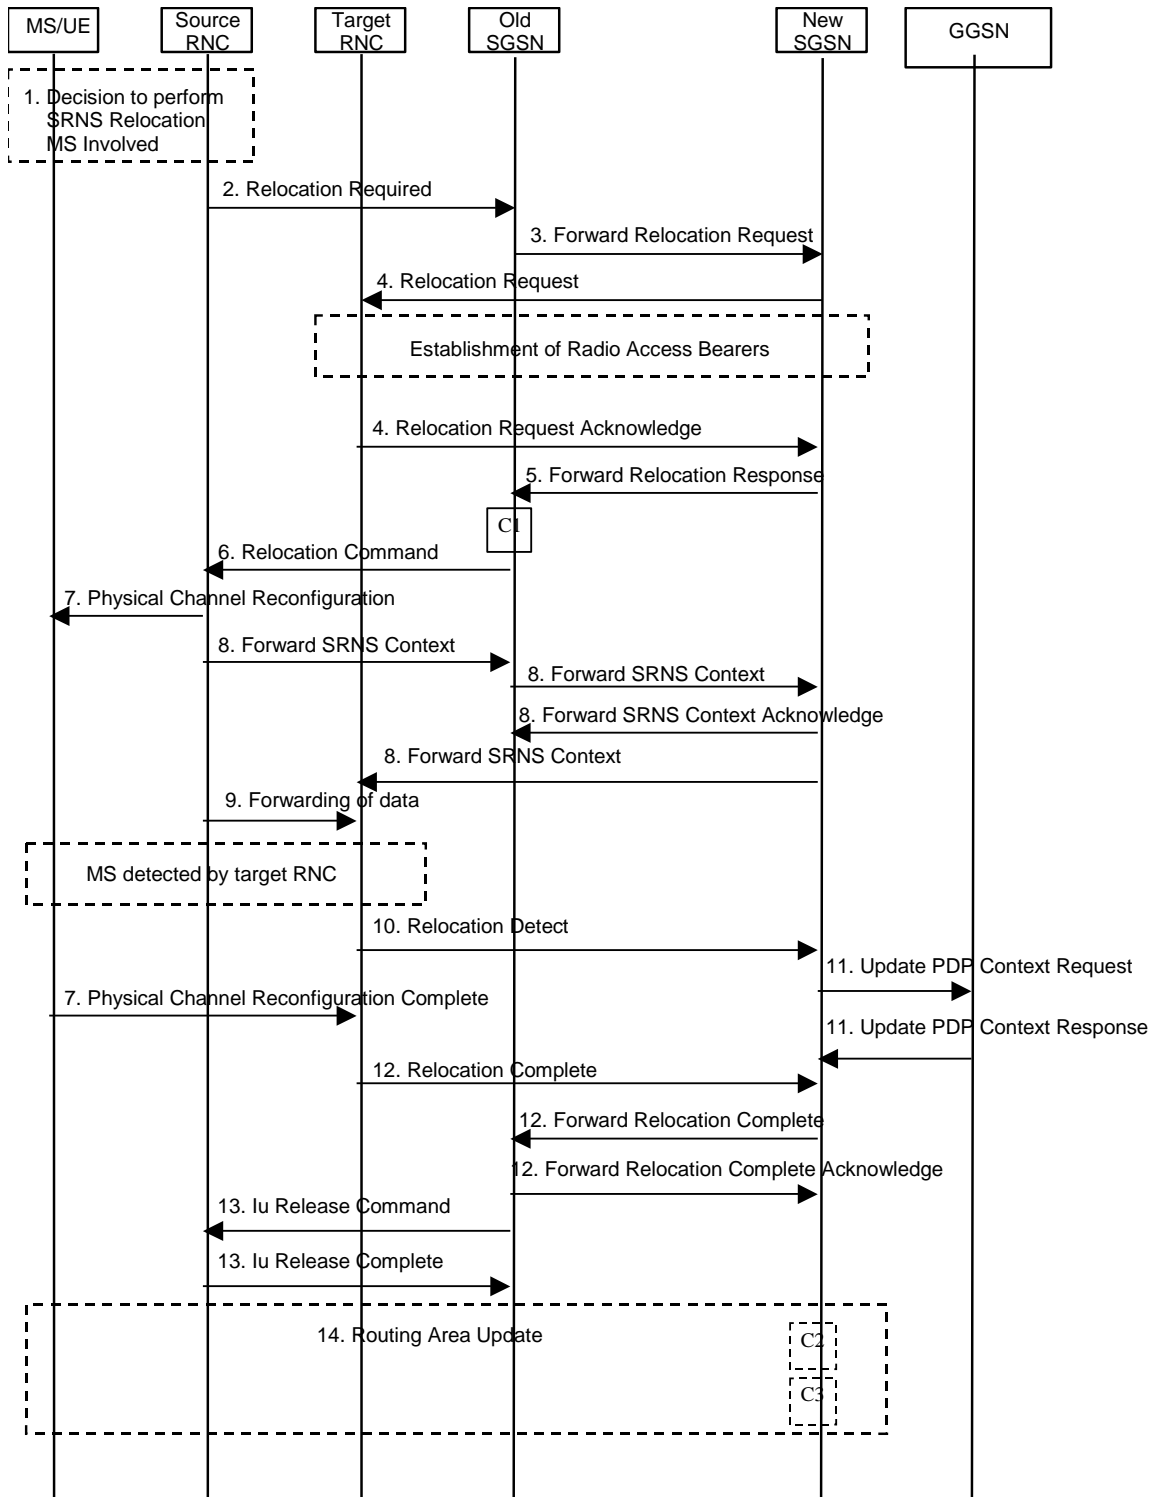 MS/UE
Source
RNC
Target
RNC
Old
SGSN
New
SGSN
GGSN
1. Decision to perform
SRNS Relocation
MS Involved
2. Relocation Required
3. Forward Relocation Request
4. Relocation Request
Establishment of Radio Access Bearers
4. Relocation Request Acknowledge
5. Forward Relocation Response
C1
6. Relocation Command
7. Physical Channel Reconfiguration
8. Forward SRNS Context
8. Forward SRNS Context
8. Forward SRNS Context Acknowledge
8. Forward SRNS Context
9. Forwarding of data
MS detected by target RNC
10. Relocation Detect
11. Update PDP Context Request
7. Physical Channel Reconfiguration Complete
11. Update PDP Context Response
12. Relocation Complete
12. Forward Relocation Complete
12. Forward Relocation Complete Acknowledge
13. Iu Release Command
13. Iu Release Complete
14. Routing Area Update
C2
C3